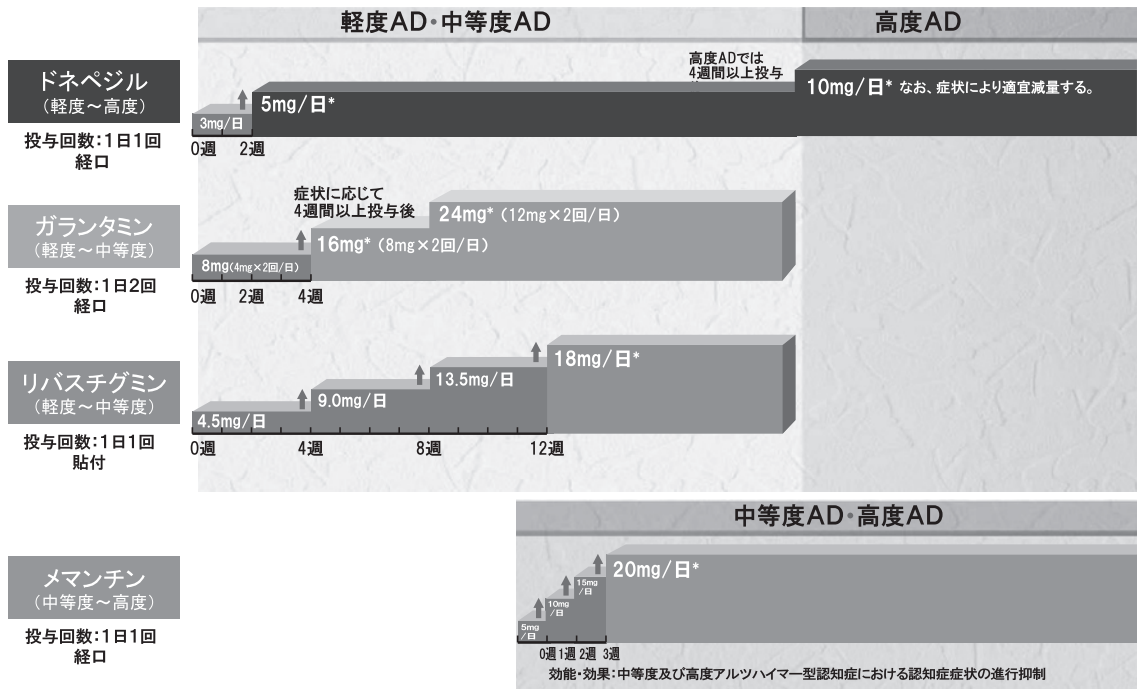 軽度AD・中等度AD
高度AD
ドネペジル
（軽度～高度）
投与回数：1日1回
経口
3mg/日
5mg/日*
高度ADでは
4週間以上投与
10mg/日* なお、症状により適宜減量する。
0週 2週
ガランタミン
（軽度～中等度）
投与回数：1日2回
経口
8mg(4mg×2回/日)
症状に応じて
4週間以上投与後
16mg*（8mg×2回/日）
24mg*（12mg×2回/日）
0週 2週 4週
リバスチグミン
（軽度～中等度）
投与回数：1日1回
貼付
4.5mg/日
9.0mg/日
13.5mg/日
18mg/日*
0週 4週 8週 12週
中等度AD・高度AD
メマンチン
（中等度～高度）
投与回数：1日1回
経口
5mg
/日
10mg
/日
15mg
/日
20mg/日*
0週 1週 2週 3週
効能・効果：中等度及び高度アルツハイマー型認知症における認知症症状の進行抑制